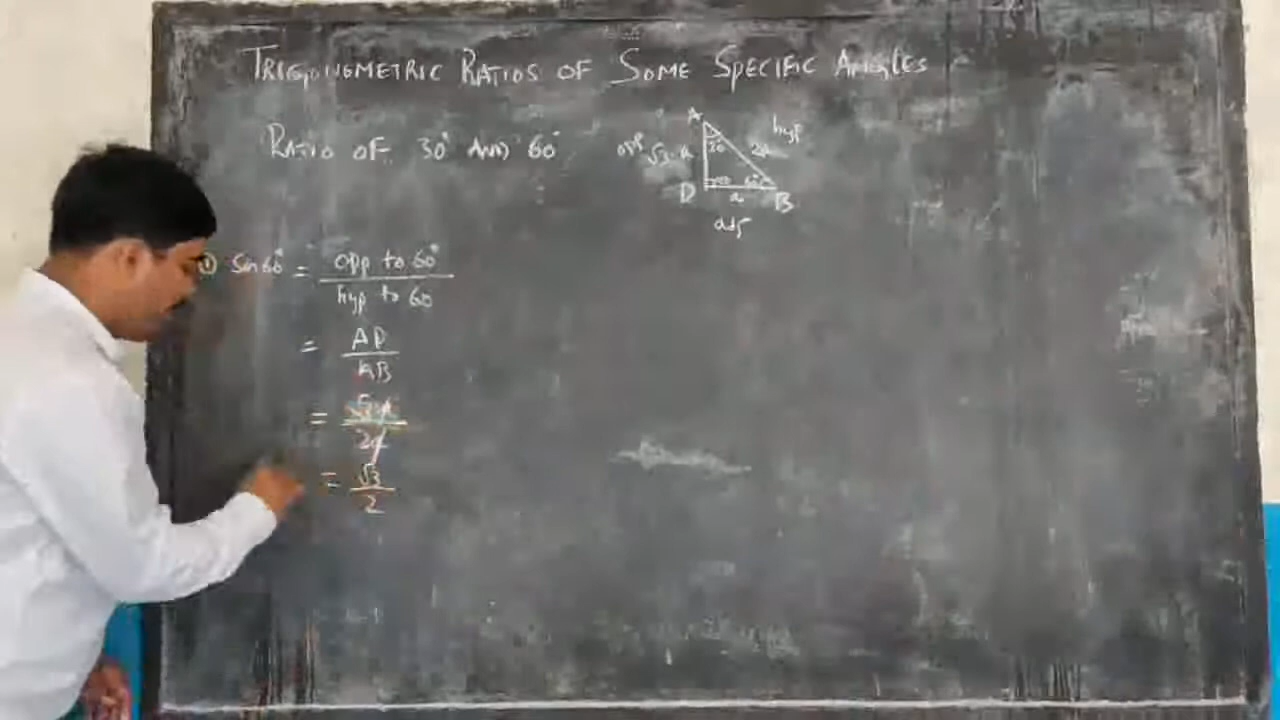 TRIGONOMETRIC RATIOS OF SOME SPECIFIC ANGLES
RATIO OF 30° AND 60°
A
hyp
opp √3 a
30
2a
D
90
60°
B
a
adj
① Sin 60° = opp to 60° / hyp to 60
= AD / AB
= √3 a / 2a
= √3 / 2